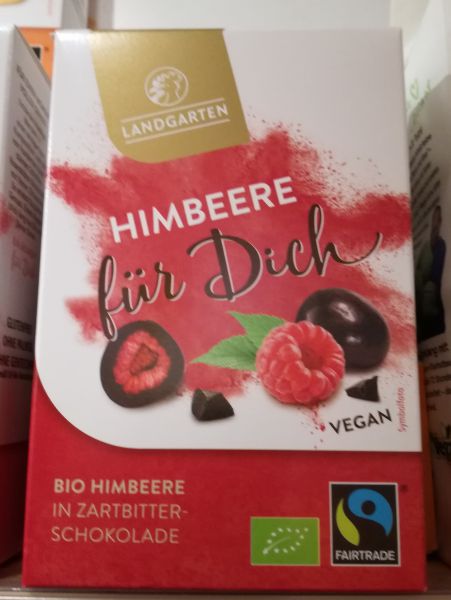 LANDGARTEN
HIMBEERE
für Dich
VEGAN
Symbolfoto
BIO HIMBEERE
IN ZARTBITTER-
SCHOKOLADE
FAIRTRADE